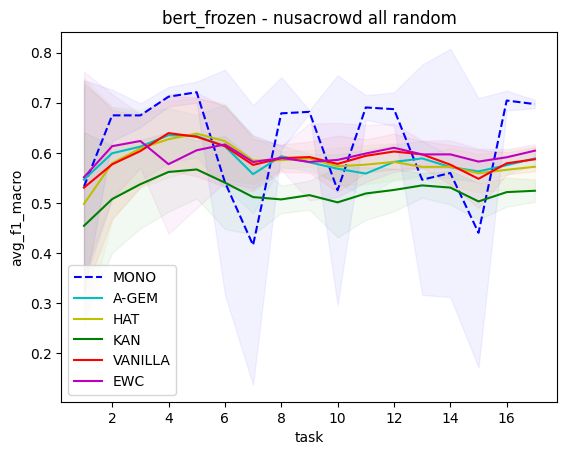 bert_frozen - nusacrowd all random
avg_f1_macro
0.8
0.7
0.6
0.5
0.4
0.3
0.2
MONO
A-GEM
HAT
KAN
VANILLA
EWC
2 4 6 8 10 12 14 16
task